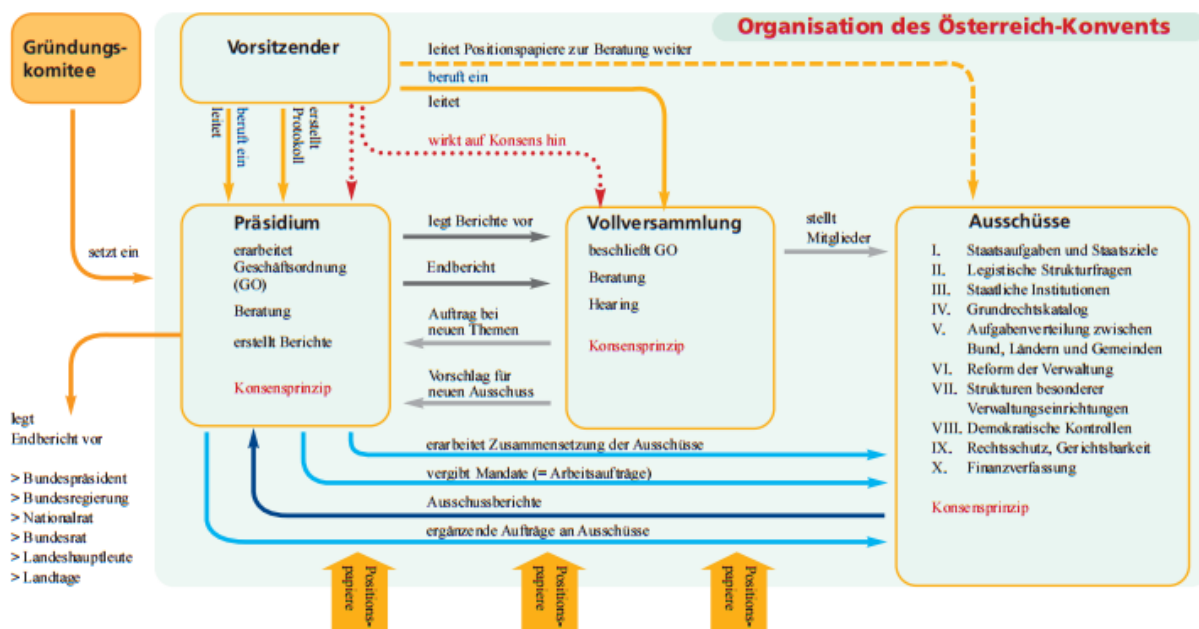 Organisation des Österreich-Konvents
Gründungs-
komitee
Vorsitzender
leitet Positionspapiere zur Beratung weiter
beruft ein
leitet
wirkt auf Konsens hin
leitet
beruft ein
erstellt
Protokoll
setzt ein
Präsidium
erarbeitet
Geschäftsordnung
(GO)
Beratung
erstellt Berichte
Konsensprinzip
legt Berichte vor
Endbericht
Auftrag bei
neuen Themen
Vorschlag für
neuen Ausschuss
Vollversammlung
beschließt GO
Beratung
Hearing
Konsensprinzip
stellt
Mitglieder
Ausschüsse
I. Staatsaufgaben und Staatsziele
II. Legistische Strukturfragen
III. Staatliche Institutionen
IV. Grundrechtskatalog
V. Aufgabenverteilung zwischen
Bund, Ländern und Gemeinden
VI. Reform der Verwaltung
VII. Strukturen besonderer
Verwaltungseinrichtungen
VIII. Demokratische Kontrollen
IX. Rechtsschutz, Gerichtsbarkeit
X. Finanzverfassung
Konsensprinzip
legt
Endbericht vor
> Bundespräsident
> Bundesregierung
> Nationalrat
> Bundesrat
> Landeshauptleute
> Landtage
erarbeitet Zusammensetzung der Ausschüsse
vergibt Mandate (= Arbeitsaufträge)
Ausschussberichte
ergänzende Aufträge an Ausschüsse
Positions-
papiere
Positions-
papiere
Positions-
papiere